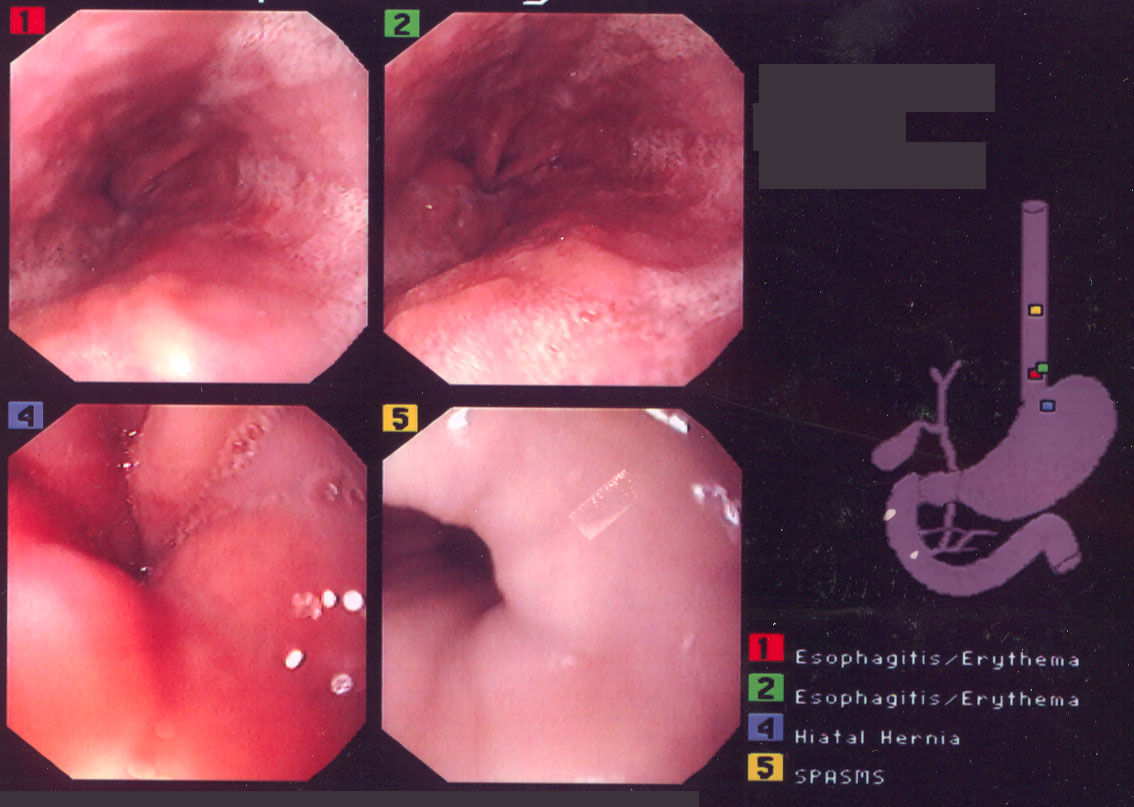 1
2
4
5
1 Esophagitis/Erythema
2 Esophagitis/Erythema
4 Hiatal Hernia
5 SPASMS